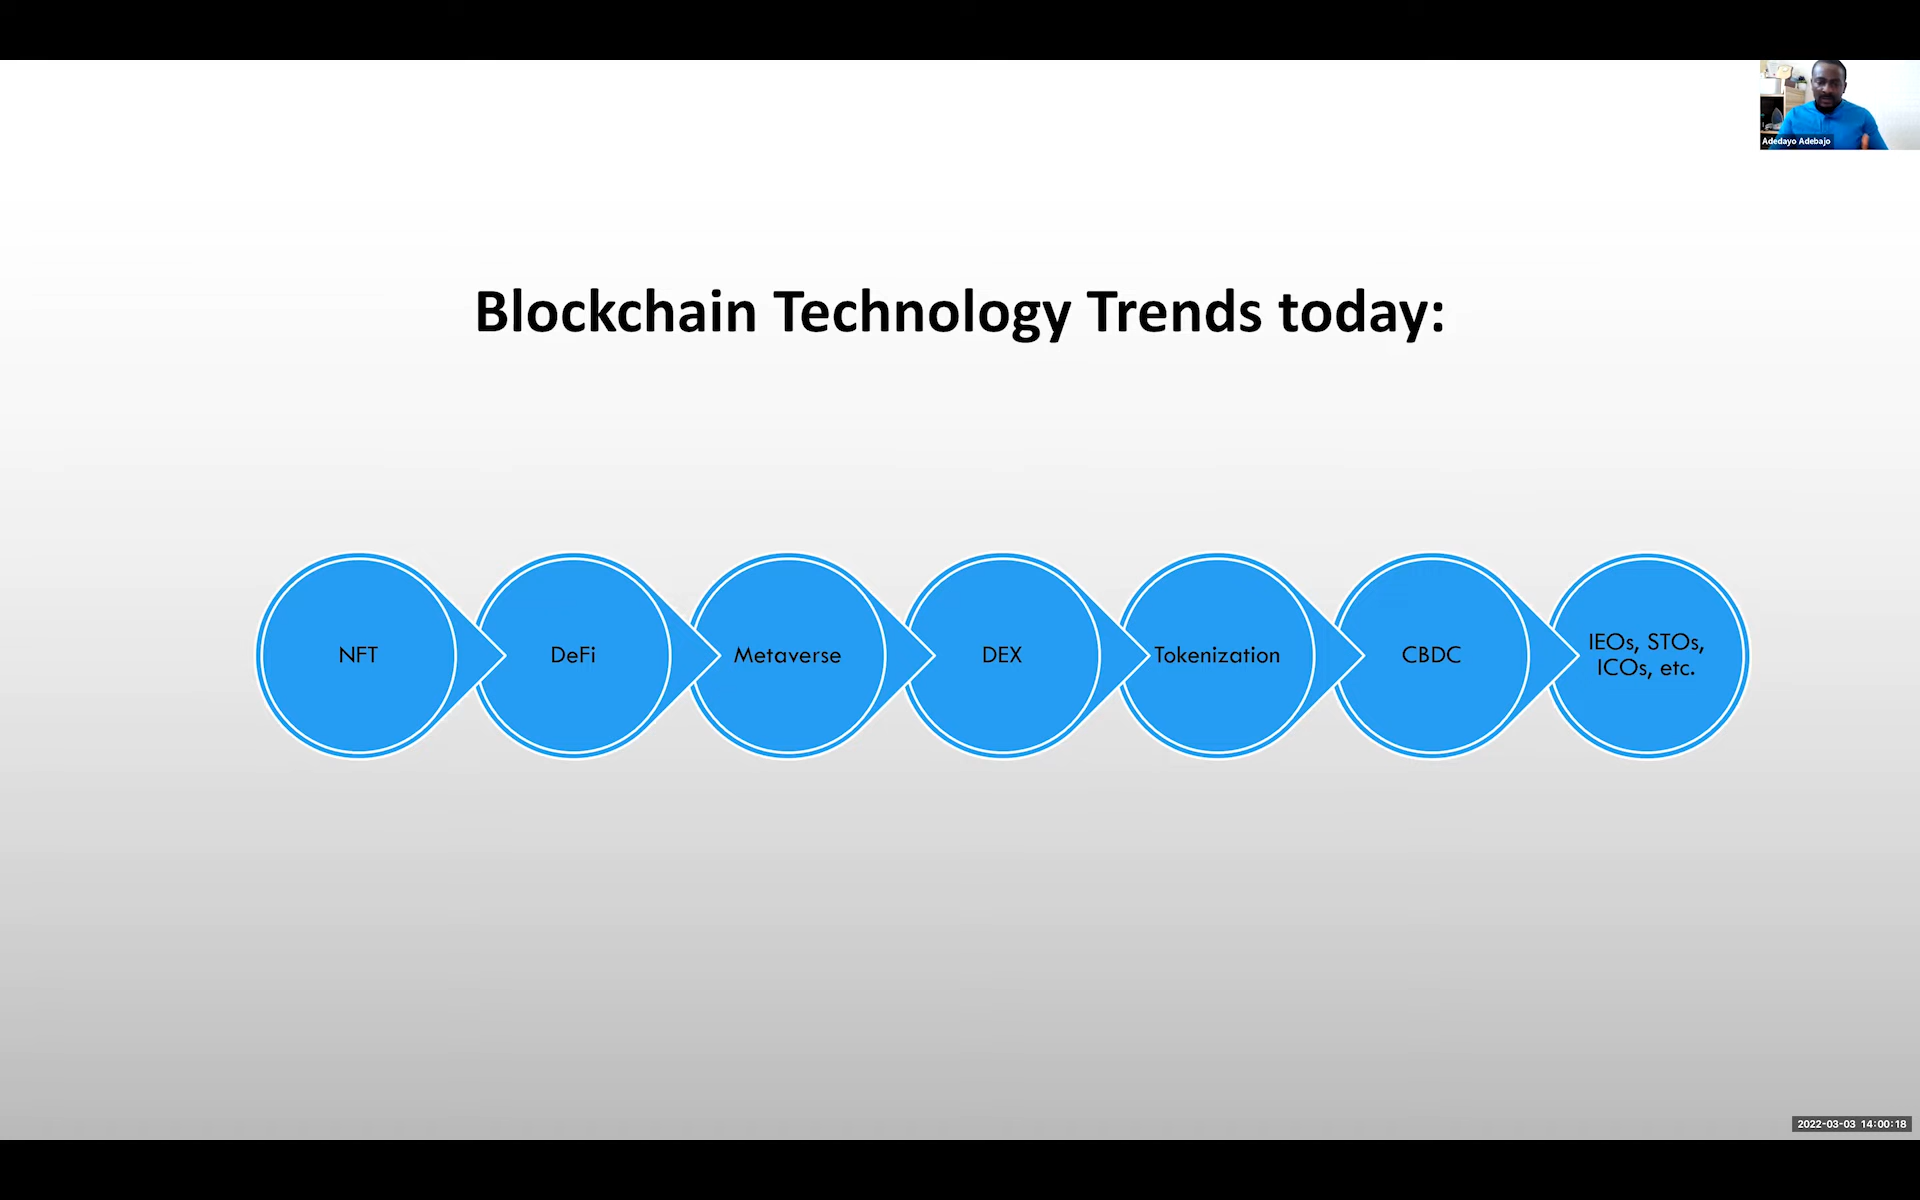 Adedayo Adebajo
Blockchain Technology Trends today:
NFT
DeFi
Metaverse
DEX
Tokenization
CBDC
IEOs, STOs,
ICOs, etc.
2022-03-03 14:00:18